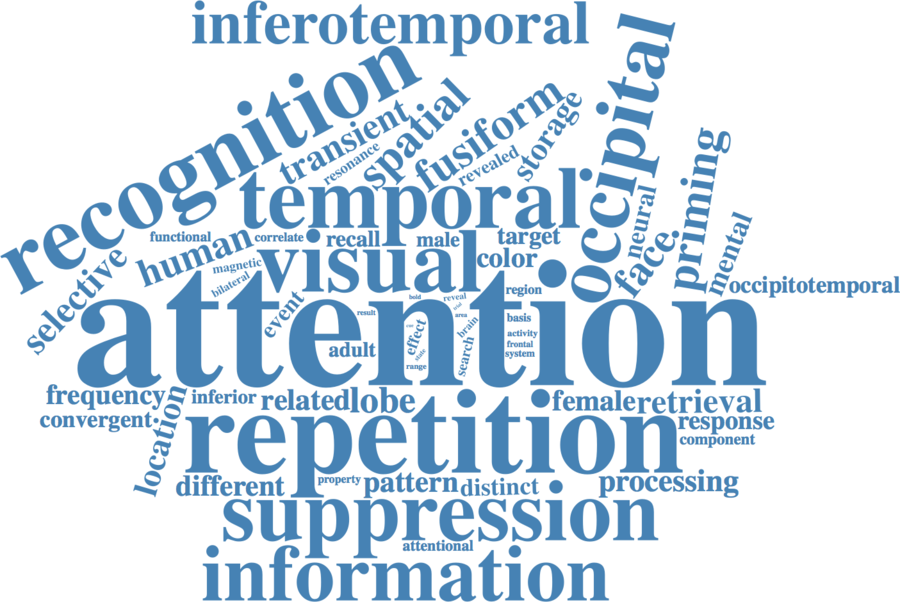 inferotemporal
recognition
occipital
transient
resonance
spatial
fusiform
revealed
storage
temporal
priming
neural
face
mental
functional
human
correlate
recall
male
target
selective
magnetic
bilateral
visual
color
occipitotemporal
attention
event
result
bold
reveal
area
region
basis
activity
frontal
system
adult
effect
state
range
search
brain
frequency
convergent
location
inferior
related
lobe
female
retrieval
repetition
response
component
different
property
pattern
distinct
processing
suppression
attentional
information